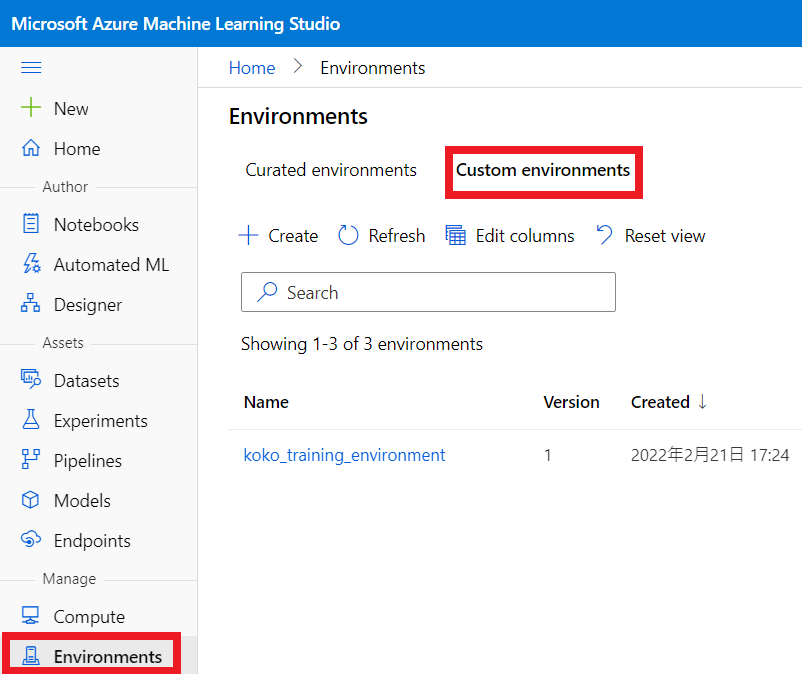 Microsoft Azure Machine Learning Studio
New
Home
Author
Notebooks
Automated ML
Designer
Assets
Datasets
Experiments
Pipelines
Models
Endpoints
Manage
Compute
Environments
Home > Environments
Environments
Curated environments Custom environments
Create Refresh Edit columns Reset view
Search
Showing 1-3 of 3 environments
Name Version Created ↓
koko_training_environment 1 2022年2月21日 17:24